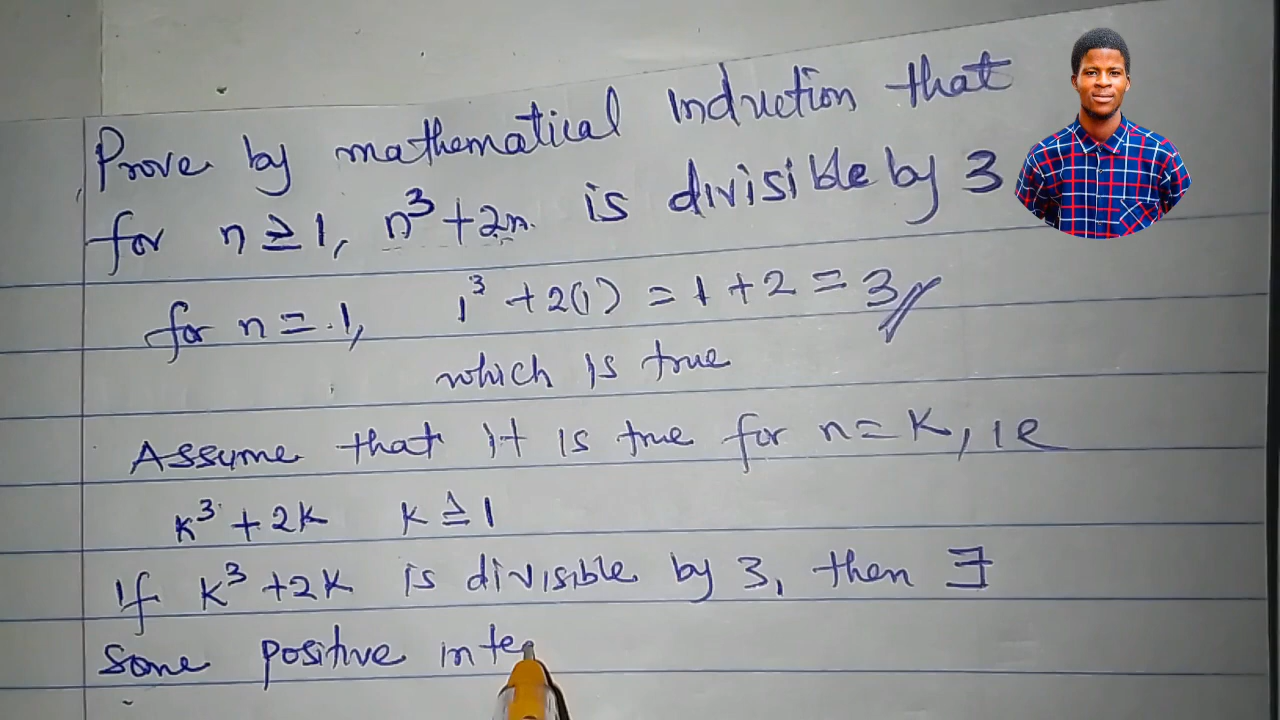 Prove by mathematical induction that
for n ≥ 1, n³ + 2n is divisible by 3
for n = 1, 1³ + 2(1) = 1 + 2 = 3
which is true
Assume that it is true for n = K, ie
K³ + 2K K ≥ 1
If K³ + 2K is divisible by 3, then ∃
Some positive inte